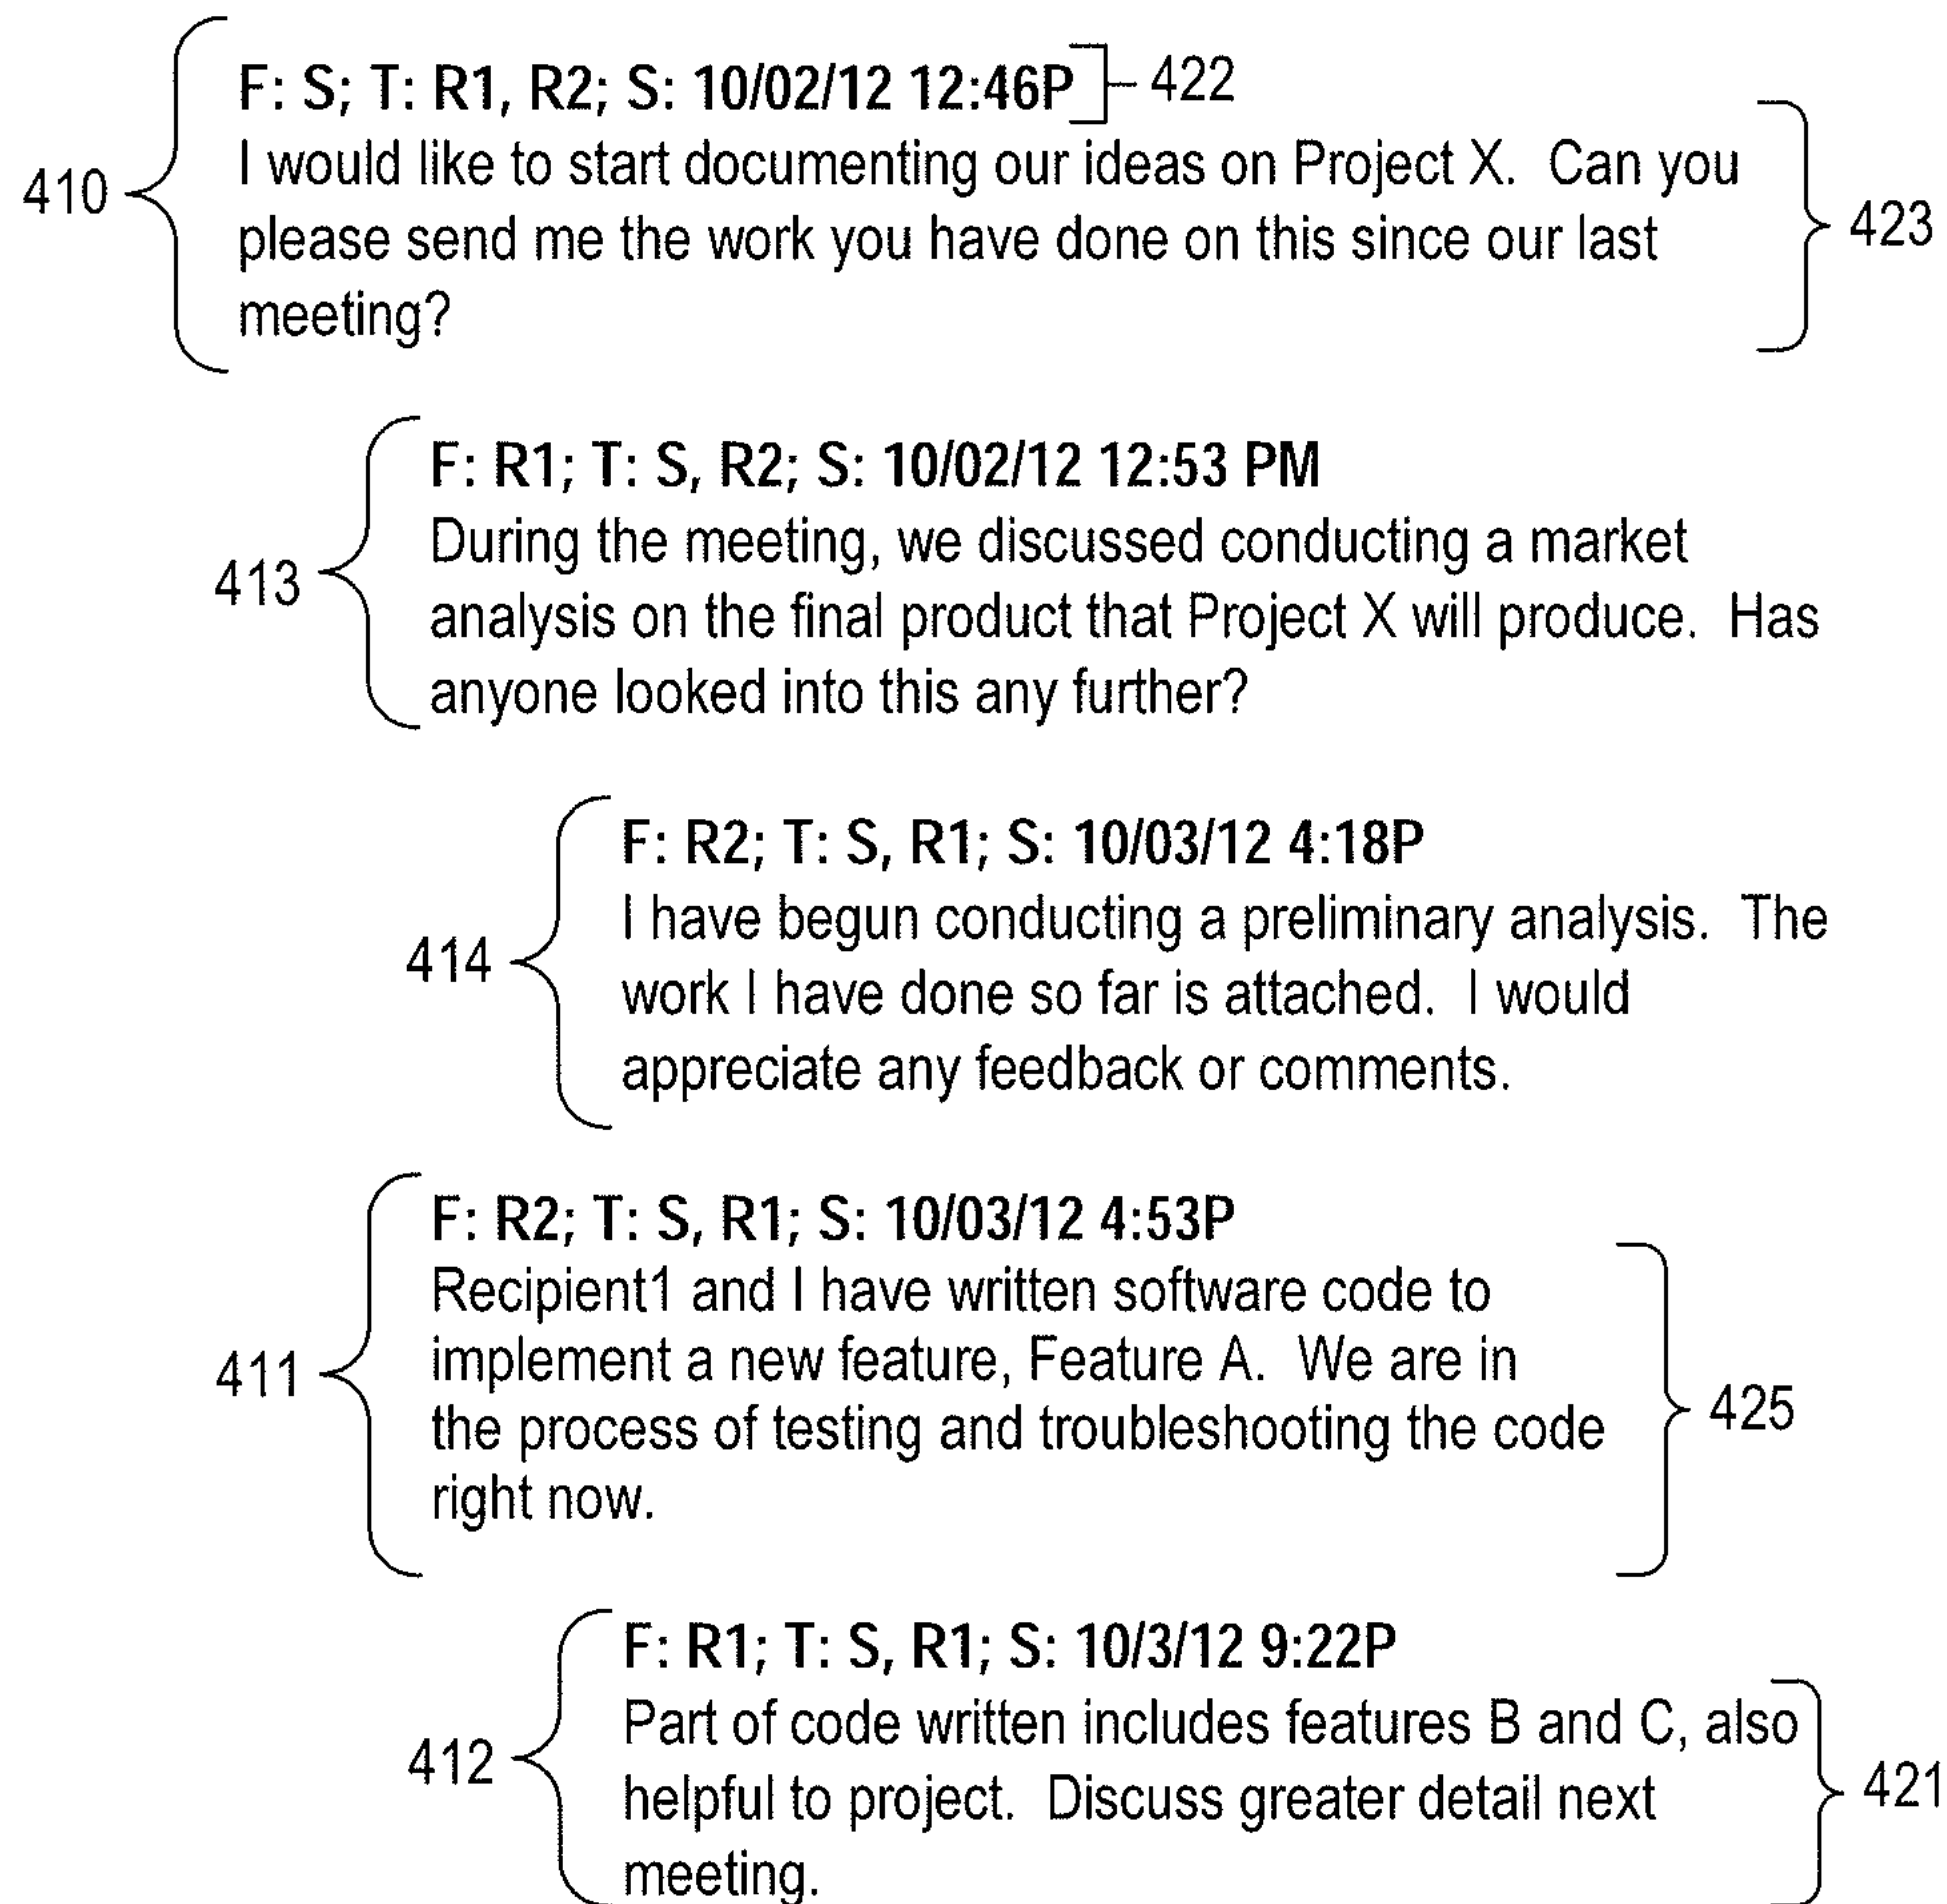 F: S; T: R1, R2; S: 10/02/12 12:46P 422
I would like to start documenting our ideas on Project X. Can you
410
please send me the work you have done on this since our last
423
meeting?
F: R1; T: S, R2; S: 10/02/12 12:53 PM
During the meeting, we discussed conducting a market
413
analysis on the final product that Project X will produce. Has
anyone looked into this any further?
F: R2; T: S, R1; S: 10/03/12 4:18P
I have begun conducting a preliminary analysis. The
414
work I have done so far is attached. I would
appreciate any feedback or comments.
F: R2; T: S, R1; S: 10/03/12 4:53P
Recipient1 and I have written software code to
implement a new feature, Feature A. We are in
411
the process of testing and troubleshooting the code
425
right now.
F: R1; T: S, R1; S: 10/3/12 9:22P
Part of code written includes features B and C, also
412
helpful to project. Discuss greater detail next
421
meeting.